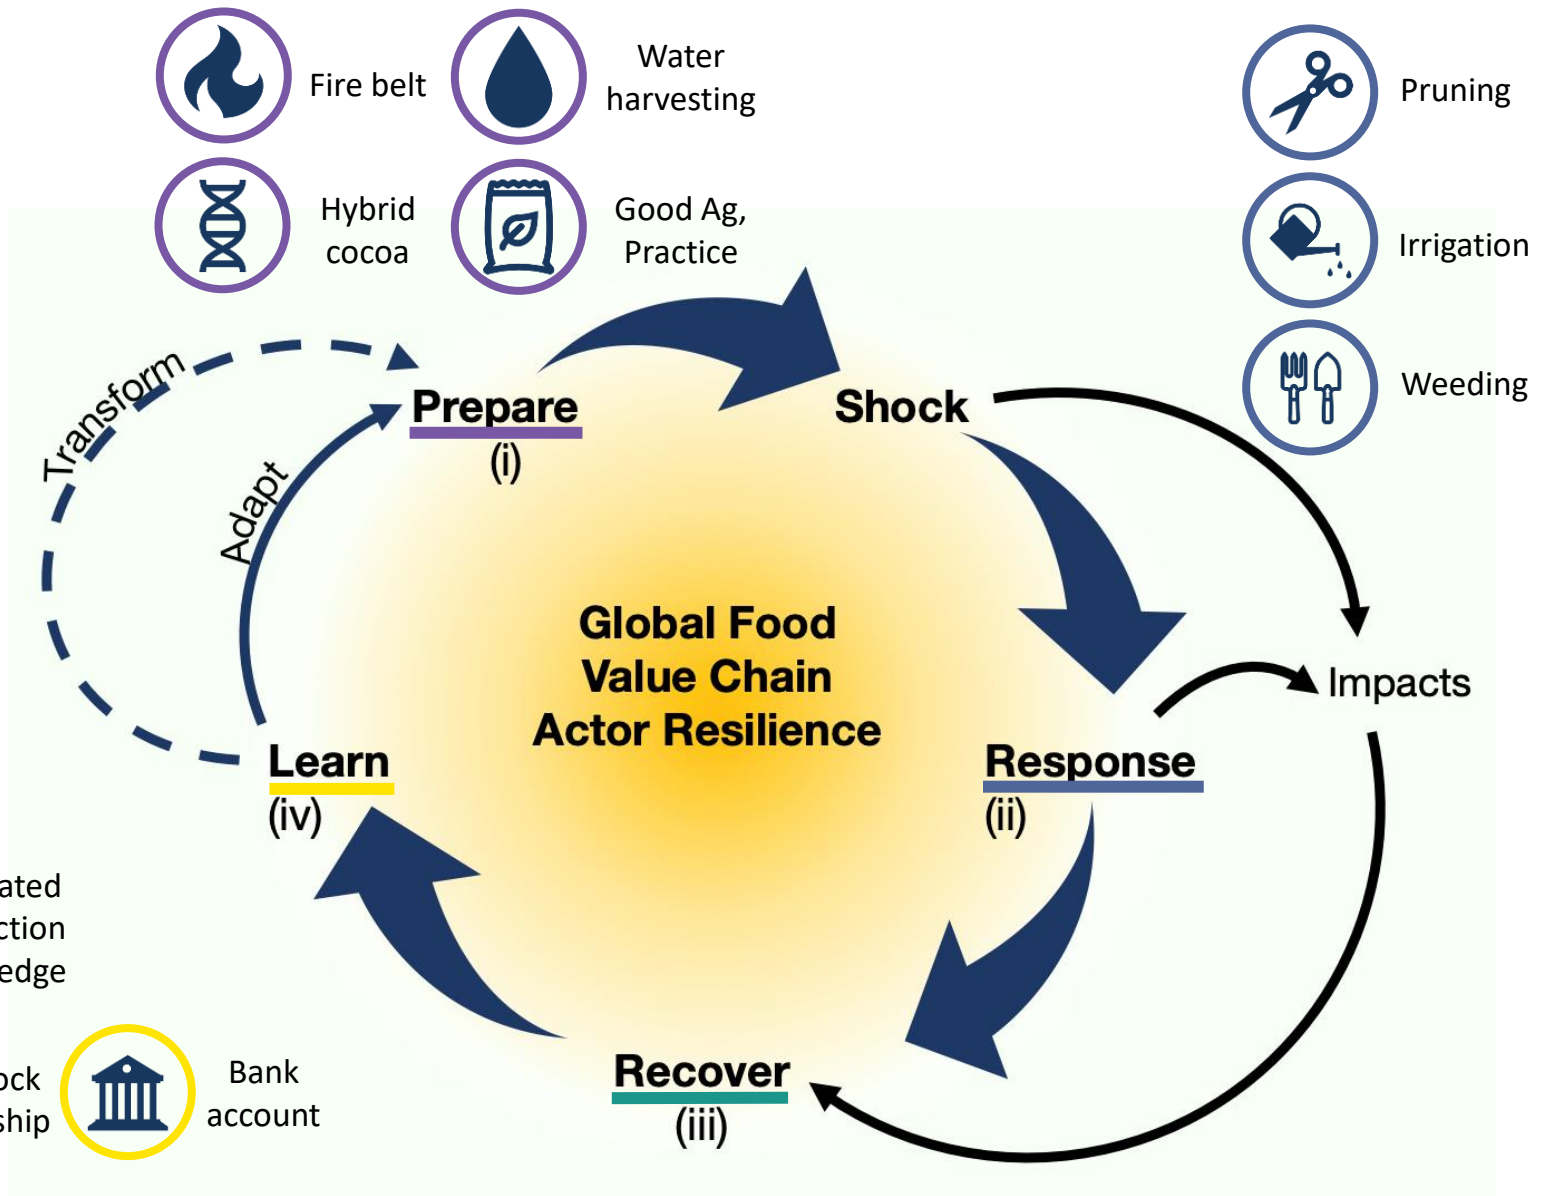 Fire belt
Water
harvesting
Hybrid
cocoa
Good Ag,
Practice
Pruning
Irrigation
Weeding
Transform
Adapt
Prepare
(i)
Shock
Global Food
Value Chain
Actor Resilience
Impacts
Learn
(iv)
Response
(ii)
Recover
(iii)
Bank
account